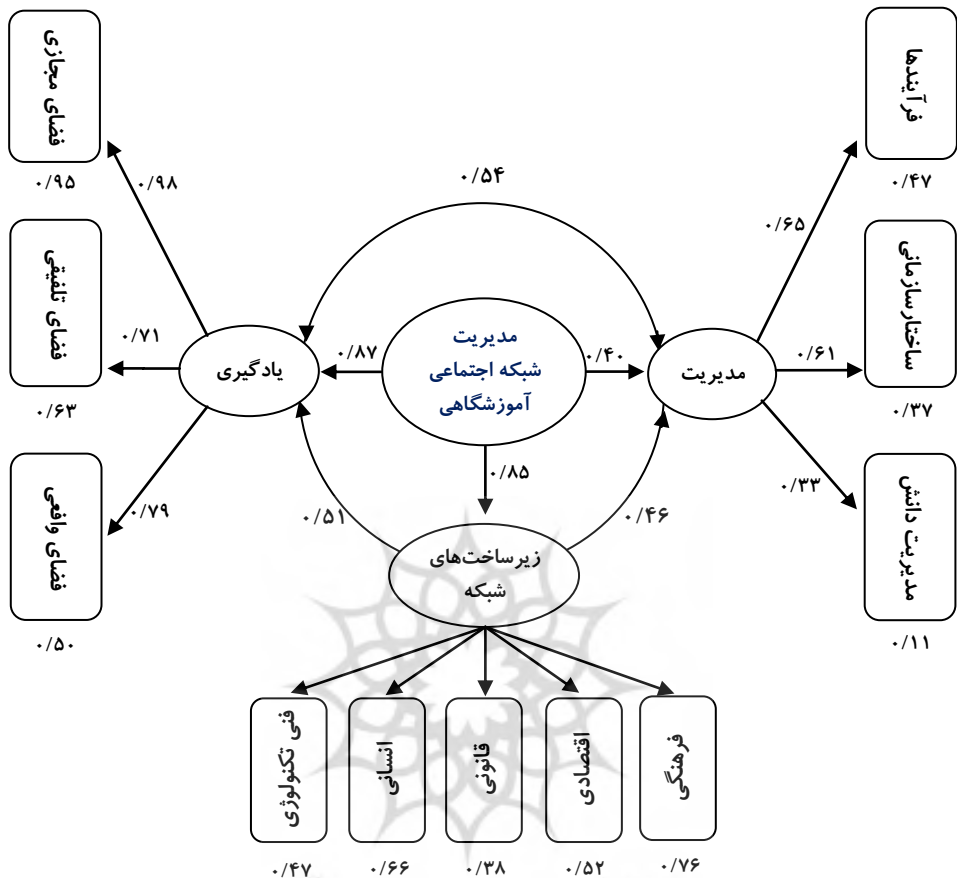 فضای مجازی
۰/۹۵
فضای تلفیقی
۰/۶۳
فضای واقعی
۰/۵۰
۰/۹۸
۰/۷۱
۰/۷۹
یادگیری
۰/۵۴
۰/۸۷
مدیریت
شبکه اجتماعی
آموزشگاهی
۰/۴۰
مدیریت
۰/۶۵
۰/۶۱
۰/۳۳
فرآیندها
۰/۴۷
ساختارسازمانی
۰/۳۷
مدیریت دانش
۰/۱۱
۰/۸۵
۰/۵۱
۰/۴۶
زیرساخت‌های
شبکه
فنی تکنولوژی
۰/۴۷
انسانی
۰/۶۶
قانونی
۰/۳۸
اقتصادی
۰/۵۲
فرهنگی
۰/۷۶